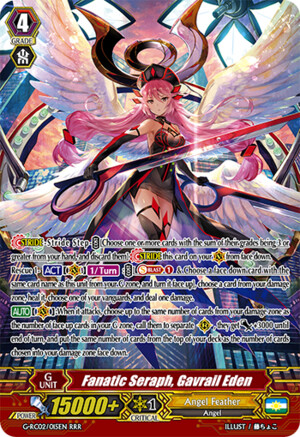 4
GRADE
STRIDE Stride Step Choose one or more cards with the sum of their grades being 3 or
greater from your hand, and discard them STRIDE this card on your from face down.
Rescue 1- ACT 1/Turn BLAST 1 & Choose a face down card with the
same card name as this unit from your G zone, and turn it face up, choose a card from your damage
zone, heal it, choose one of your vanguards, and deal one damage.
AUTO When it attacks, choose up to the same number of cards from your damage zone as
the number of face up cards in your G zone, call them to separate they get +3000 until
end of turn, and put the same number of cards from the top of your deck as the number of cards
chosen into your damage zone face down.
G
UNIT
Fanatic Seraph, Gavrail Eden
POWER
15000+
1
CRITICAL
Angel Feather
Angel
G-RC02/015EN RRR
ILLUST / 藤ちょこ